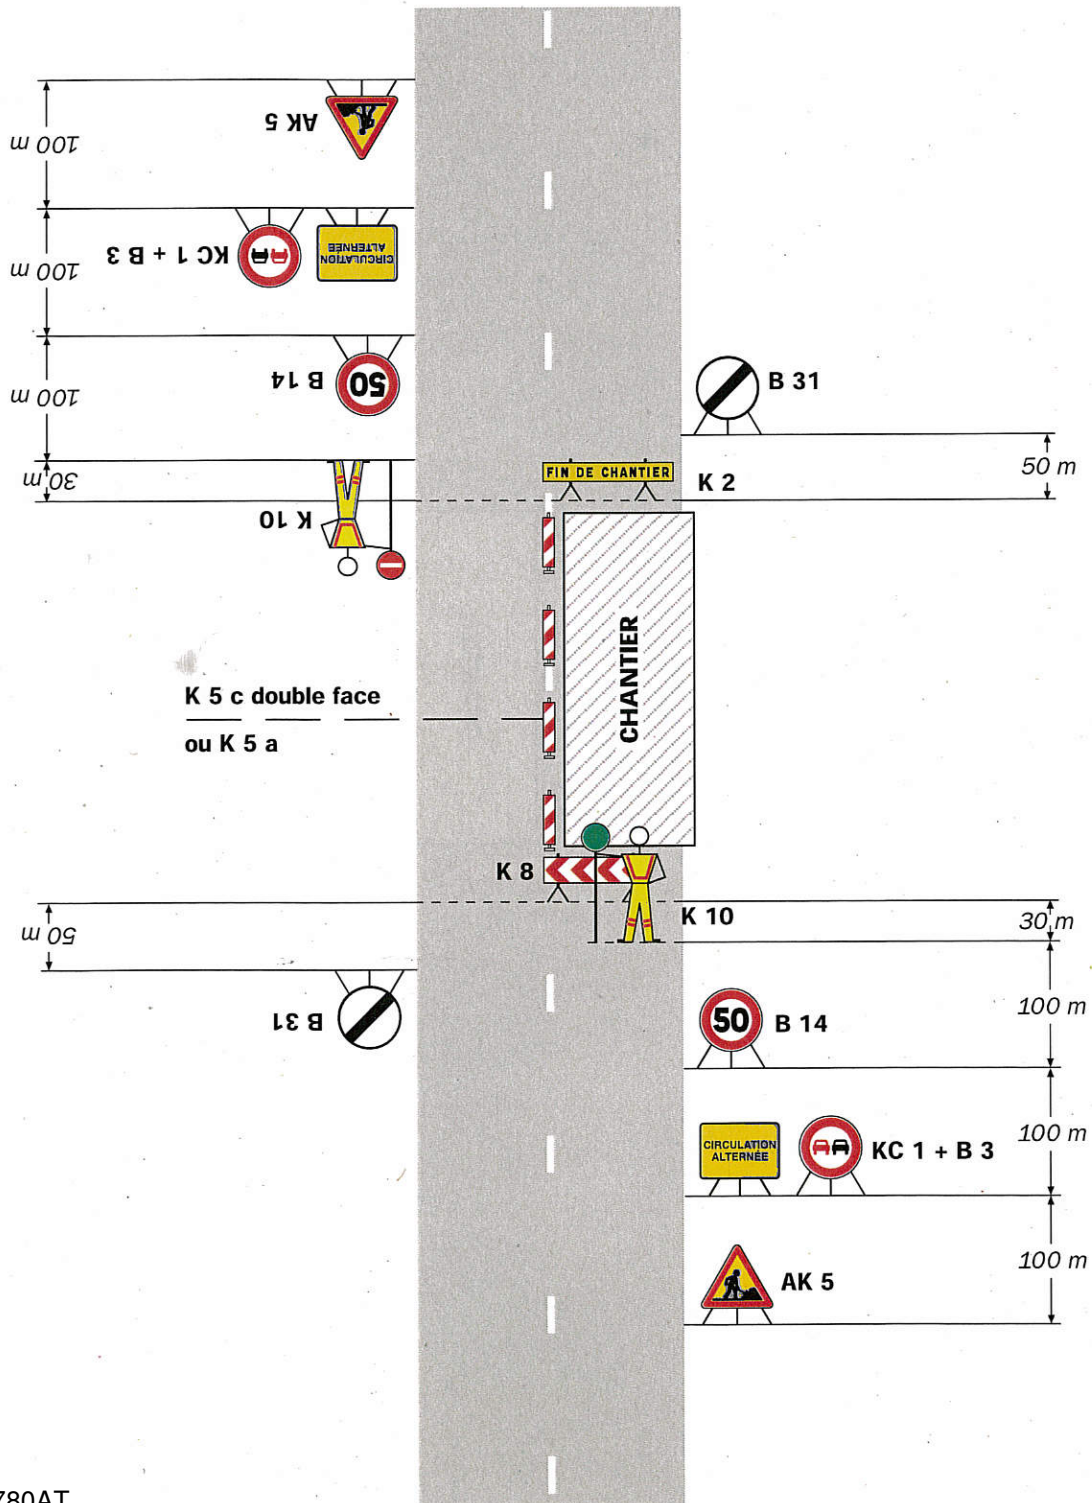 AK 5
100 m
CIRCULATION
ALTERNÉE
KC 1 + B 3
100 m
50
B 14
100 m
B 31
50 m
FIN DE CHANTIER
K 2
30 m
K 10
CHANTIER
K 5 c double face
ou K 5 a
K 8
K 10
30 m
50 m
B 31
50
B 14
100 m
CIRCULATION
ALTERNÉE
KC 1 + B 3
100 m
AK 5
100 m
780AT